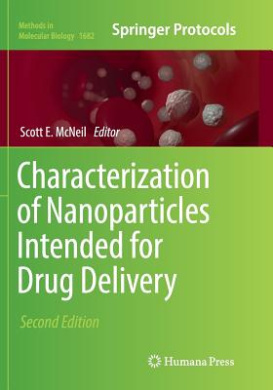 Methods in
Molecular Biology 1682
Springer Protocols
Scott E. McNeil Editor
Characterization
of Nanoparticles
Intended for
Drug Delivery
Second Edition
Humana Press